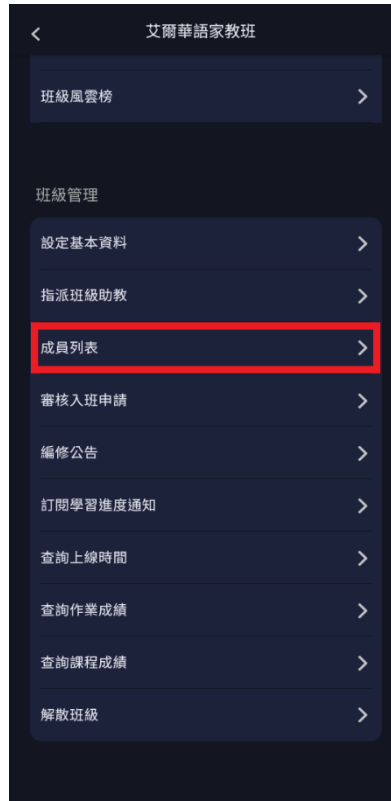 艾爾華語家教班
班級風雲榜
班級管理
設定基本資料
指派班級助教
成員列表
審核入班申請
編修公告
訂閱學習進度通知
查詢上線時間
查詢作業成績
查詢課程成績
解散班級